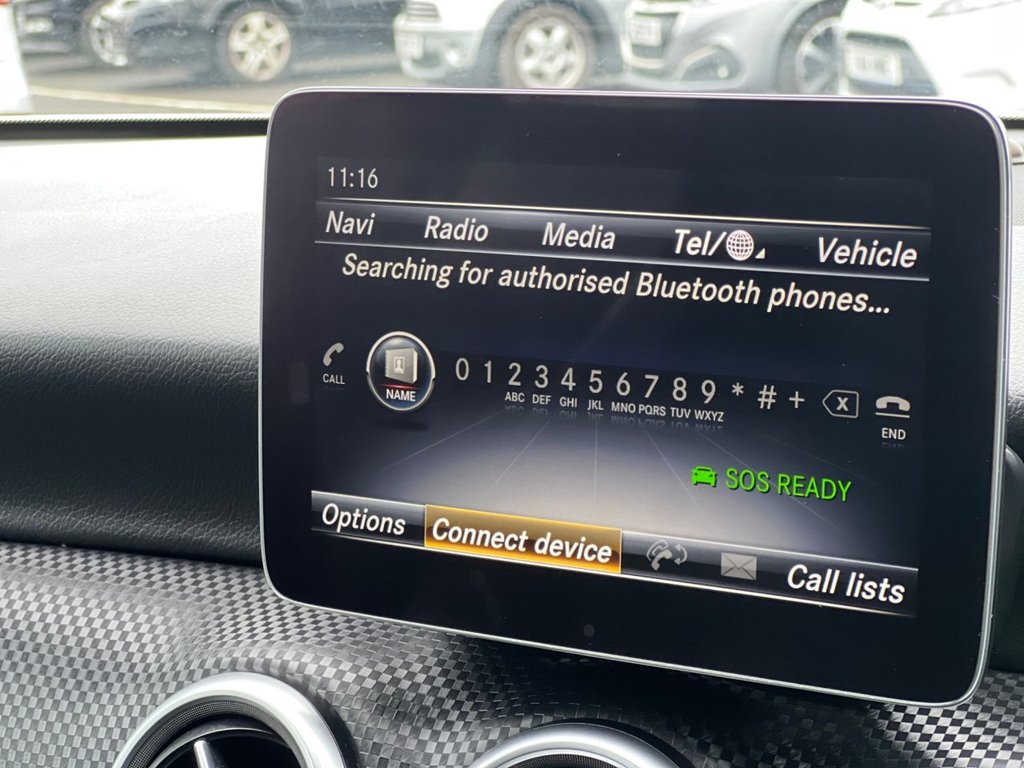 11:16
Navi Radio Media Tel/ Vehicle
Searching for authorised Bluetooth phones...
CALL NAME 0 1 2 3 4 5 6 7 8 9 * # + X END
ABC DEF GHI JKL MNO PQRS TUV WXYZ
SOS READY
Options Connect device Call lists